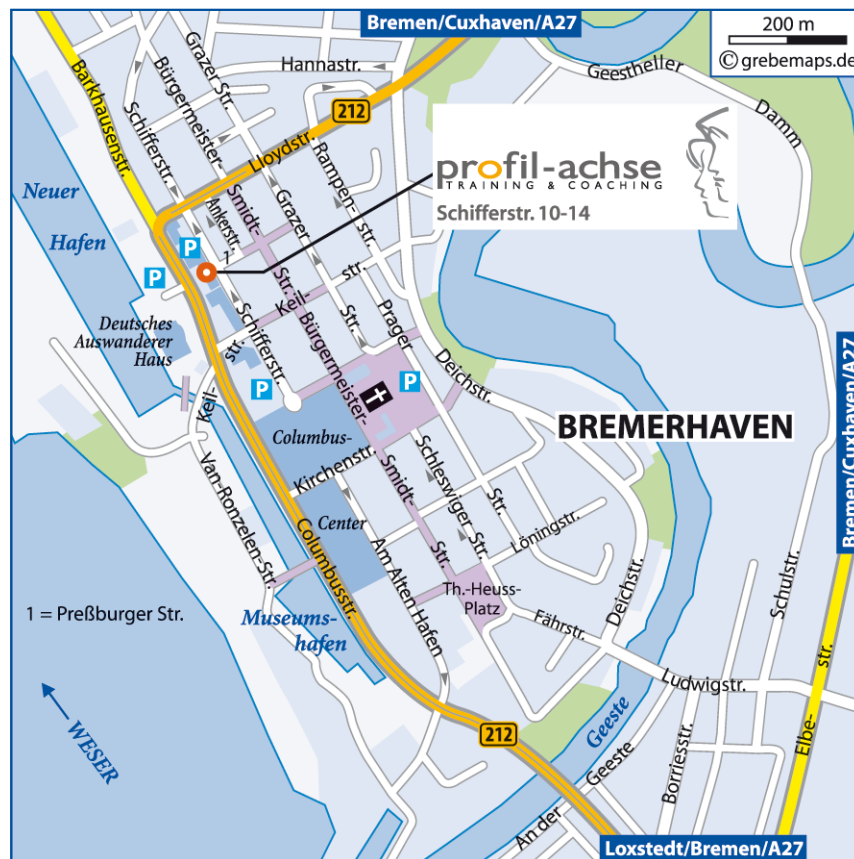 Bremen/Cuxhaven/A27
200 m
© grebemaps.de
Barkhausenstr.
Grazer Str.
Bürgermeister-
Schifferstr.
Hannastr.
212
Lloydstr.
Geestheller
Damm
Rampen-
str.
profil-achse
TRAINING & COACHING
Schifferstr. 10-14
Neuer
Hafen
Ankerstr.
1
Smidt-
Str.
Grazer
Str.
P
P
Keil-
str.
Prager
Str.
Deutsches
Auswanderer
Haus
Schifferstr.
Bürgermeister-
Smidt-
Str.
P
P
Deichstr.
Keil-
str.
BREMERHAVEN
Bremen/Cuxhaven/A27
Columbus-
Center
Kirchenstr.
Schleswiger Str.
Löningstr.
Van-Ronzelen-Str.
Columbusstr.
Am Alten Hafen
Th.-Heuss-
Platz
Deichstr.
Schulstr.
Fährstr.
Ludwigstr.
1 = Preßburger Str.
Museums-
hafen
WESER
212
Geeste
An der
Geeste
Borriesstr.
Elbe-
str.
Loxstedt/Bremen/A27